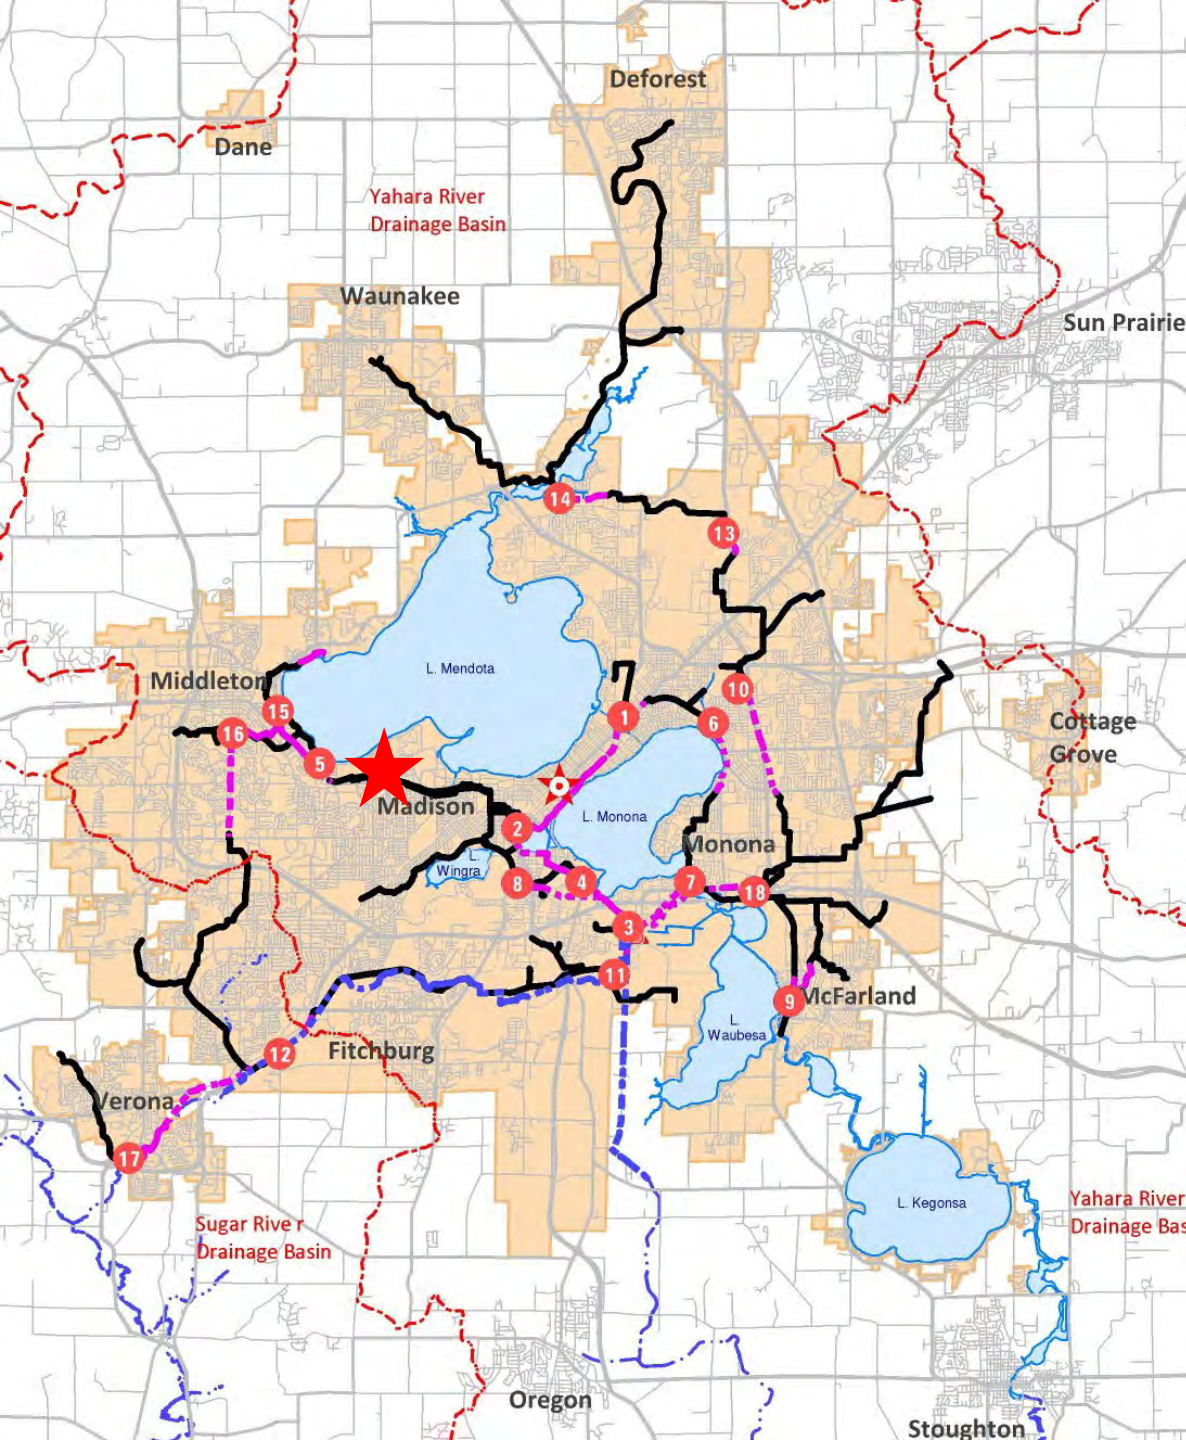 Deforest
Dane
Yahara River
Drainage Basin
Waunakee
Sun Prairie
14
13
L. Mendota
Middleton
10
15
1
6
Cottage
Grove
16
5
Madison
2
L. Monona
Monona
L.
Wingra
8
4
7
18
3
11
9
McFarland
L.
Waubesa
12
Fitchburg
Verona
17
L. Kegonsa
Yahara River
Drainage Bas
Sugar Rive r
Drainage Basin
Oregon
Stoughton